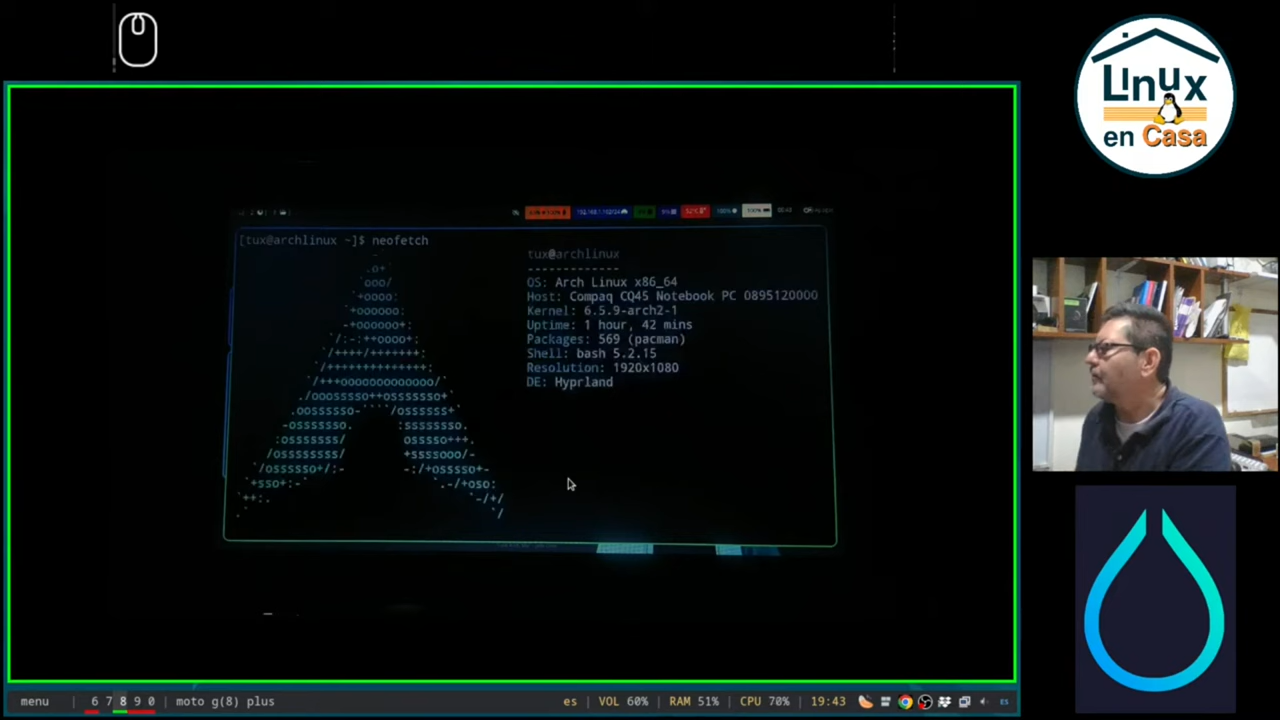 Linux
en Casa
[tux@archlinux ~]$ neofetch
tux@archlinux
-------------
OS: Arch Linux x86_64
Host: Compaq CQ45 Notebook PC 0895120000
Kernel: 6.5.9-arch2-1
Uptime: 1 hour, 42 mins
Packages: 569 (pacman)
Shell: bash 5.2.15
Resolution: 1920x1080
DE: Hyprland
menu | 6 7 8 9 0 | moto g(8) plus
es | VOL 60% | RAM 51% | CPU 70% | 19:43
ES